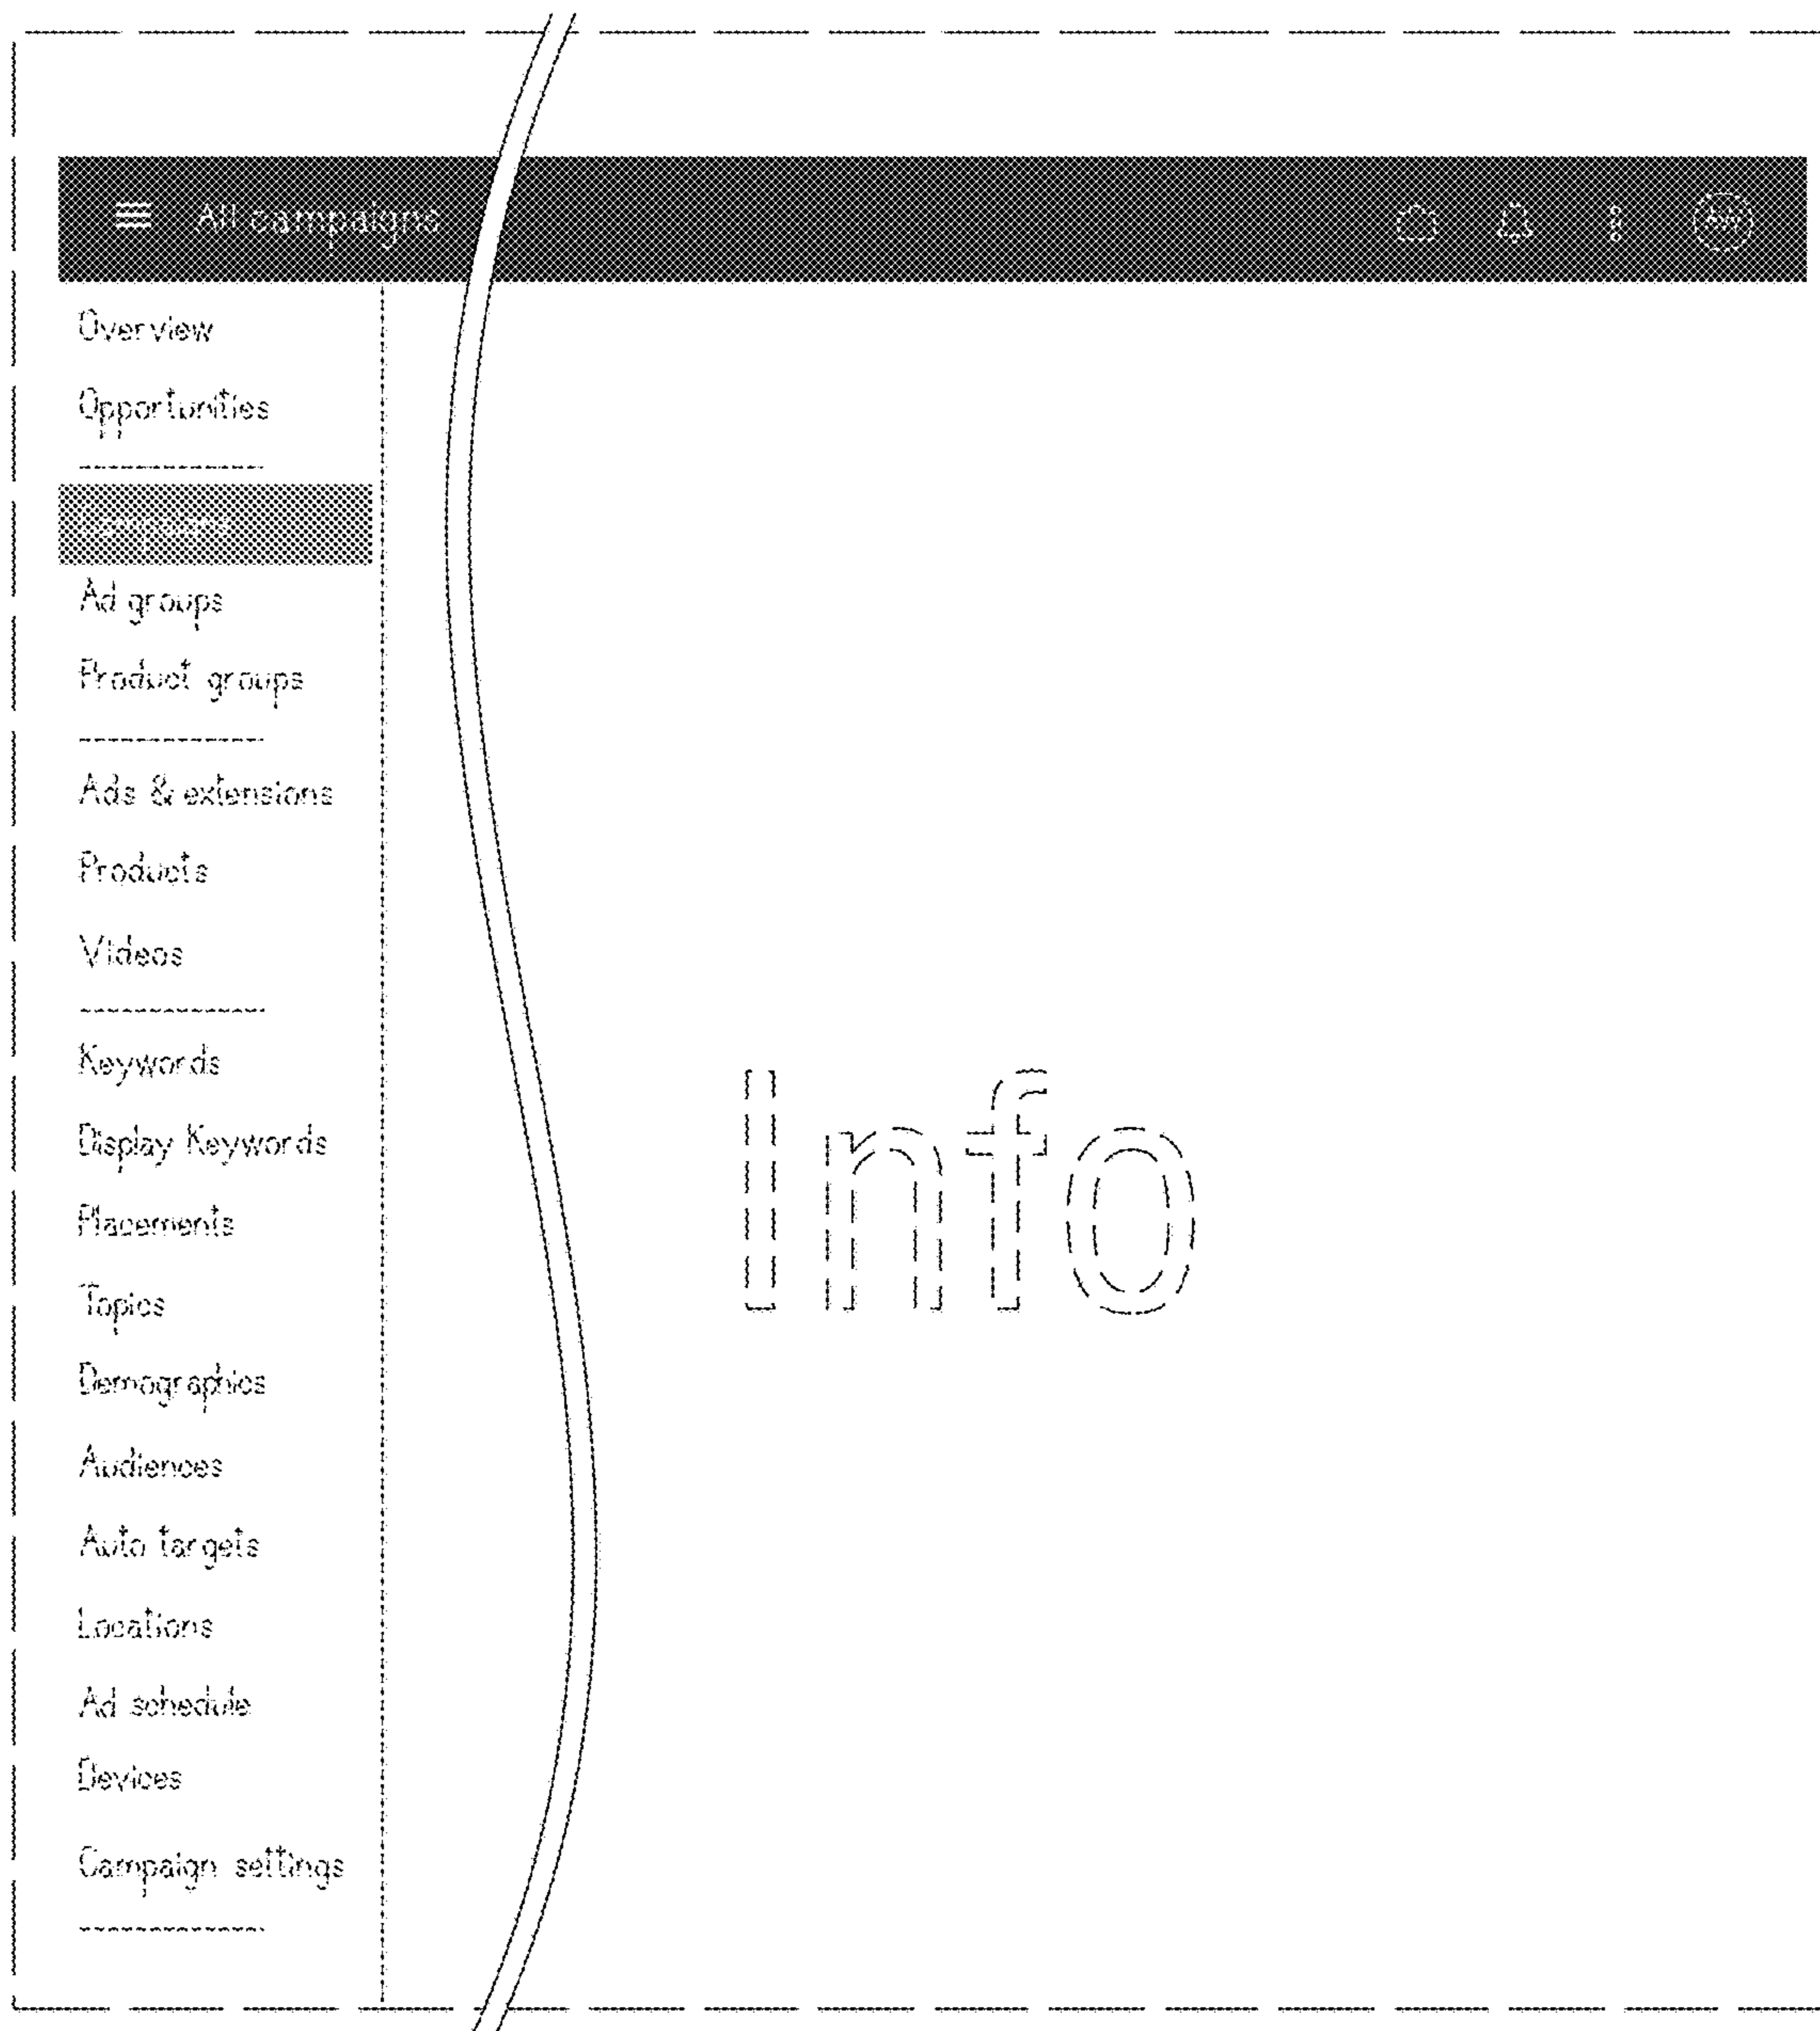 All campaigns
Overview
Opportunities
Campaigns
Ad groups
Product groups
Ads & extensions
Products
Videos
Keywords
Display Keywords
Placements
Topics
Demographics
Audiences
Auto targets
Locations
Ad schedule
Devices
Campaign settings
Info